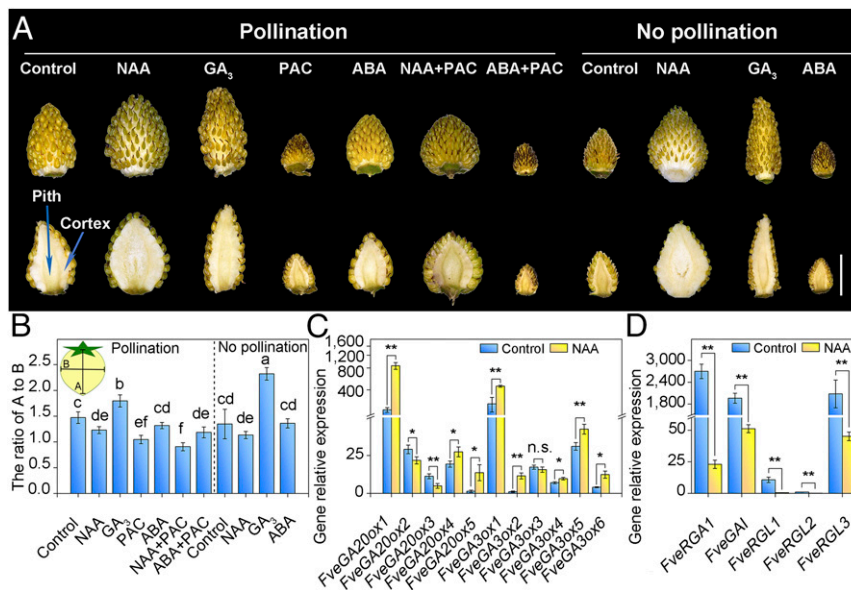 A
Pollination
No pollination
Control NAA GA3 PAC ABA NAA+PAC ABA+PAC Control NAA GA3 ABA
Pith
Cortex
B
Pollination No pollination
The ratio of A to B
2.5
2.0
1.5
1.0
0.5
0.0
B
A
c de b ef cd f de cd de a cd
Control NAA GA3 PAC ABA NAA+PAC ABA+PAC Control NAA GA3 ABA
C
Control NAA
Gene relative expression
1,600
1,200
1,000
400
25
0
** * ** * * ** ** n.s. * ** *
FveGA20ox1 FveGA20ox2 FveGA20ox3 FveGA20ox4 FveGA20ox5 FveGA3ox1 FveGA3ox2 FveGA3ox3 FveGA3ox4 FveGA3ox5 FveGA3ox6
D
Control NAA
Gene relative expression
3,000
2,400
1,800
50
25
0
** ** ** ** **
FveRGA1 FveGAI FveRGL1 FveRGL2 FveRGL3